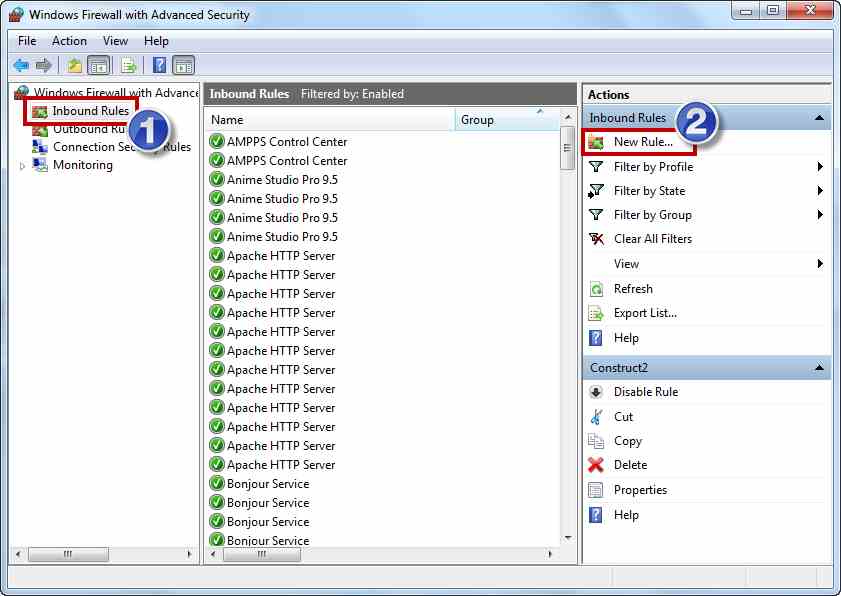 Windows Firewall with Advanced Security
File Action View Help
Windows Firewall with Advance
Inbound Rules
1
Outbound Ru
Connection Sec Rules
Monitoring
Inbound Rules Filtered by: Enabled
Name Group
AMPPS Control Center
AMPPS Control Center
Anime Studio Pro 9.5
Anime Studio Pro 9.5
Anime Studio Pro 9.5
Anime Studio Pro 9.5
Apache HTTP Server
Apache HTTP Server
Apache HTTP Server
Apache HTTP Server
Apache HTTP Server
Apache HTTP Server
Apache HTTP Server
Apache HTTP Server
Apache HTTP Server
Apache HTTP Server
Apache HTTP Server
Apache HTTP Server
Bonjour Service
Bonjour Service
Bonjour Service
Bonjour Service
Actions
Inbound Rules
2
New Rule...
Filter by Profile
Filter by State
Filter by Group
Clear All Filters
View
Refresh
Export List...
Help
Construct2
Disable Rule
Cut
Copy
Delete
Properties
Help